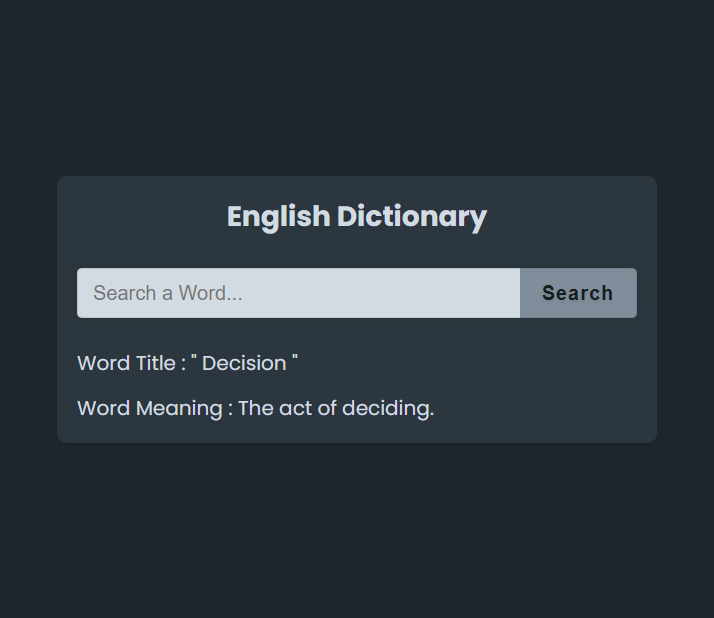 English Dictionary
Search a Word...
Search
Word Title : " Decision "
Word Meaning : The act of deciding.